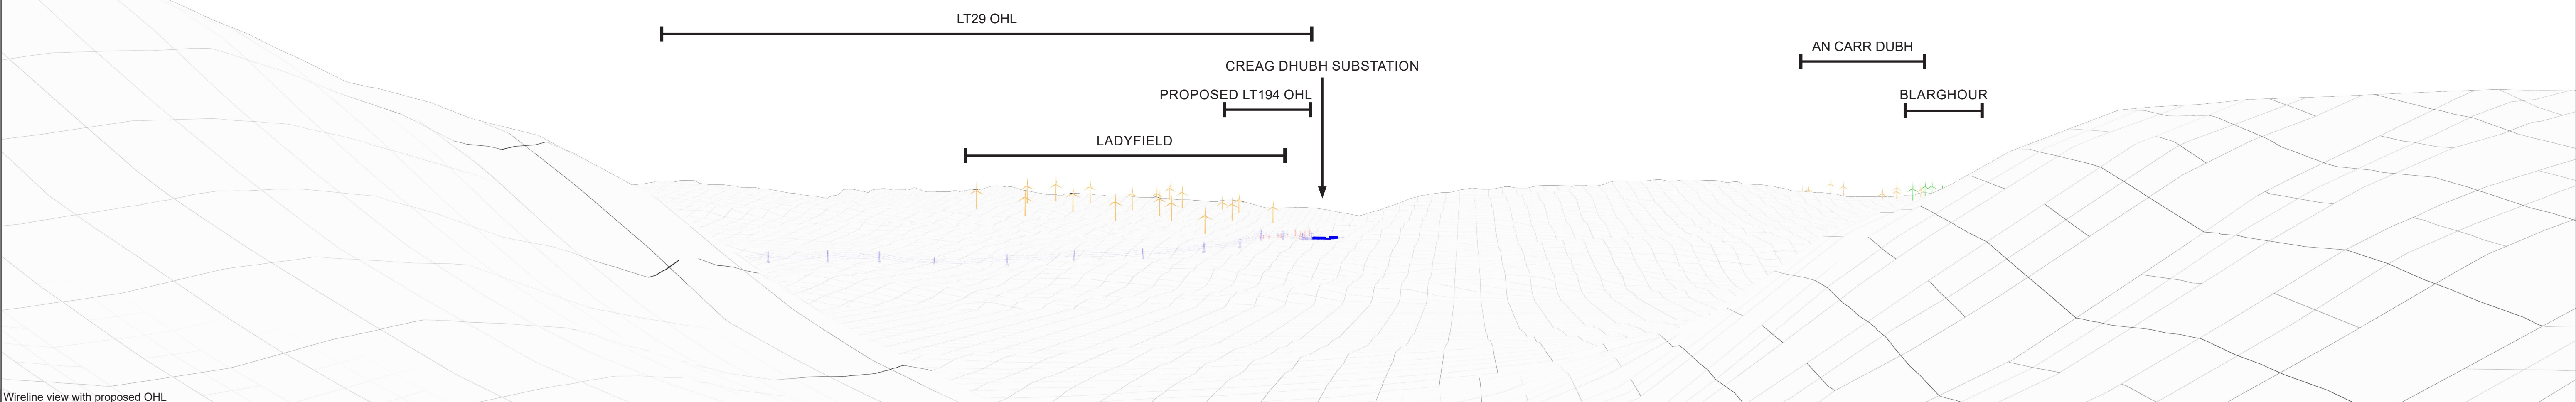 LT29 OHL
AN CARR DUBH
CREAG DHUBH SUBSTATION
PROPOSED LT194 OHL
BLARGHOUR
LADYFIELD
Wireline view with proposed OHL